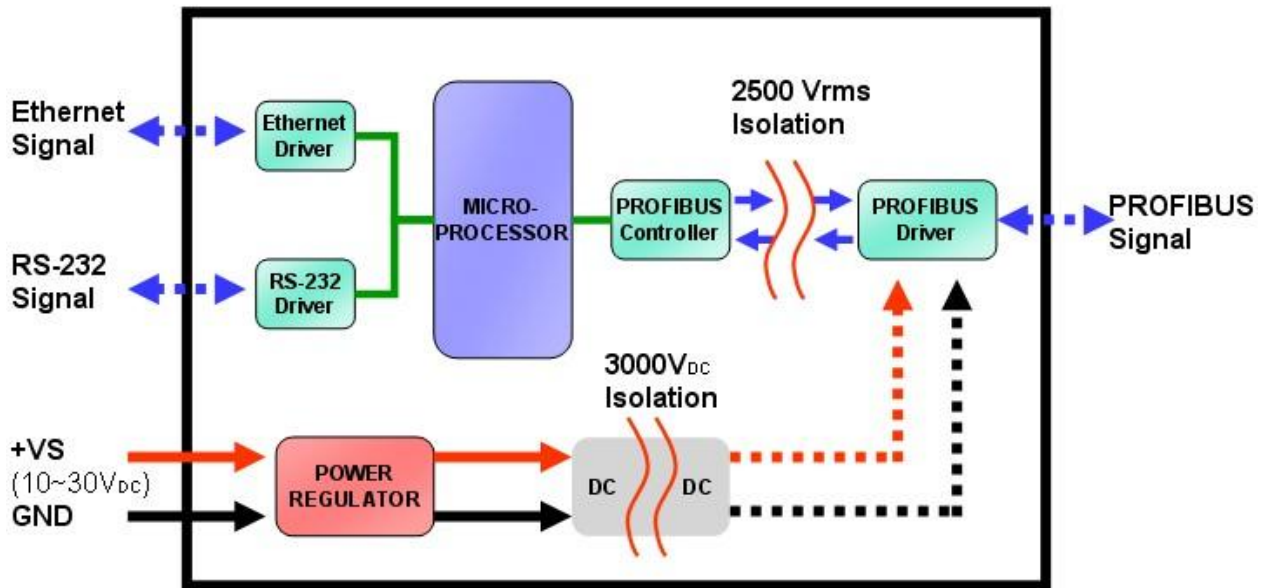 Ethernet
Signal
Ethernet
Driver
RS-232
Signal
RS-232
Driver
MICRO-
PROCESSOR
PROFIBUS
Controller
2500 Vrms
Isolation
PROFIBUS
Driver
PROFIBUS
Signal
+VS
(10~30VDC)
GND
POWER
REGULATOR
3000VDC
Isolation
DC
DC